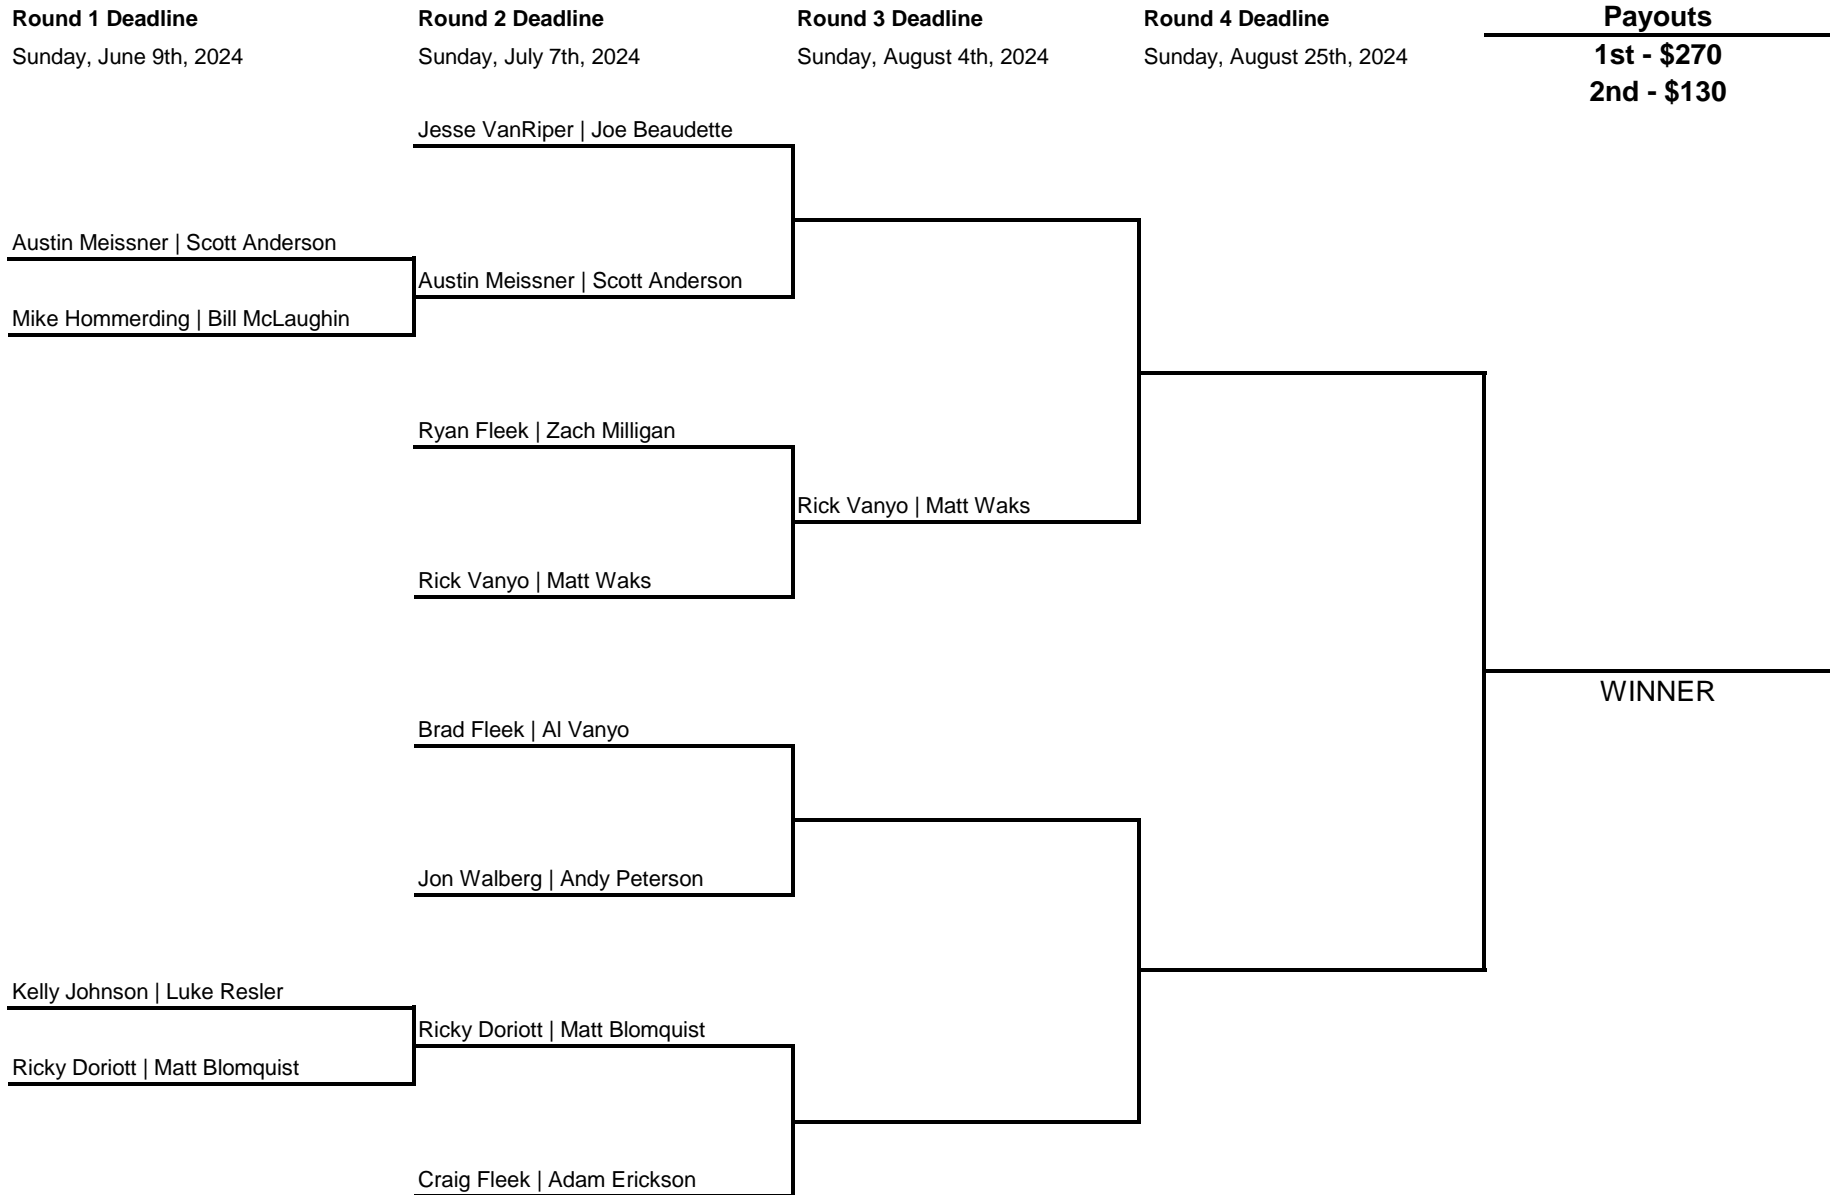 Round 1 Deadline
Round 2 Deadline
Round 3 Deadline
Round 4 Deadline
Payouts
Sunday, June 9th, 2024
Sunday, July 7th, 2024
Sunday, August 4th, 2024
Sunday, August 25th, 2024
1st - $270
2nd - $130
Jesse VanRiper | Joe Beaudette
Austin Meissner | Scott Anderson
Austin Meissner | Scott Anderson
Mike Hommerding | Bill McLaughin
Ryan Fleek | Zach Milligan
Rick Vanyo | Matt Waks
Rick Vanyo | Matt Waks
WINNER
Brad Fleek | Al Vanyo
Jon Walberg | Andy Peterson
Kelly Johnson | Luke Resler
Ricky Doriott | Matt Blomquist
Ricky Doriott | Matt Blomquist
Craig Fleek | Adam Erickson